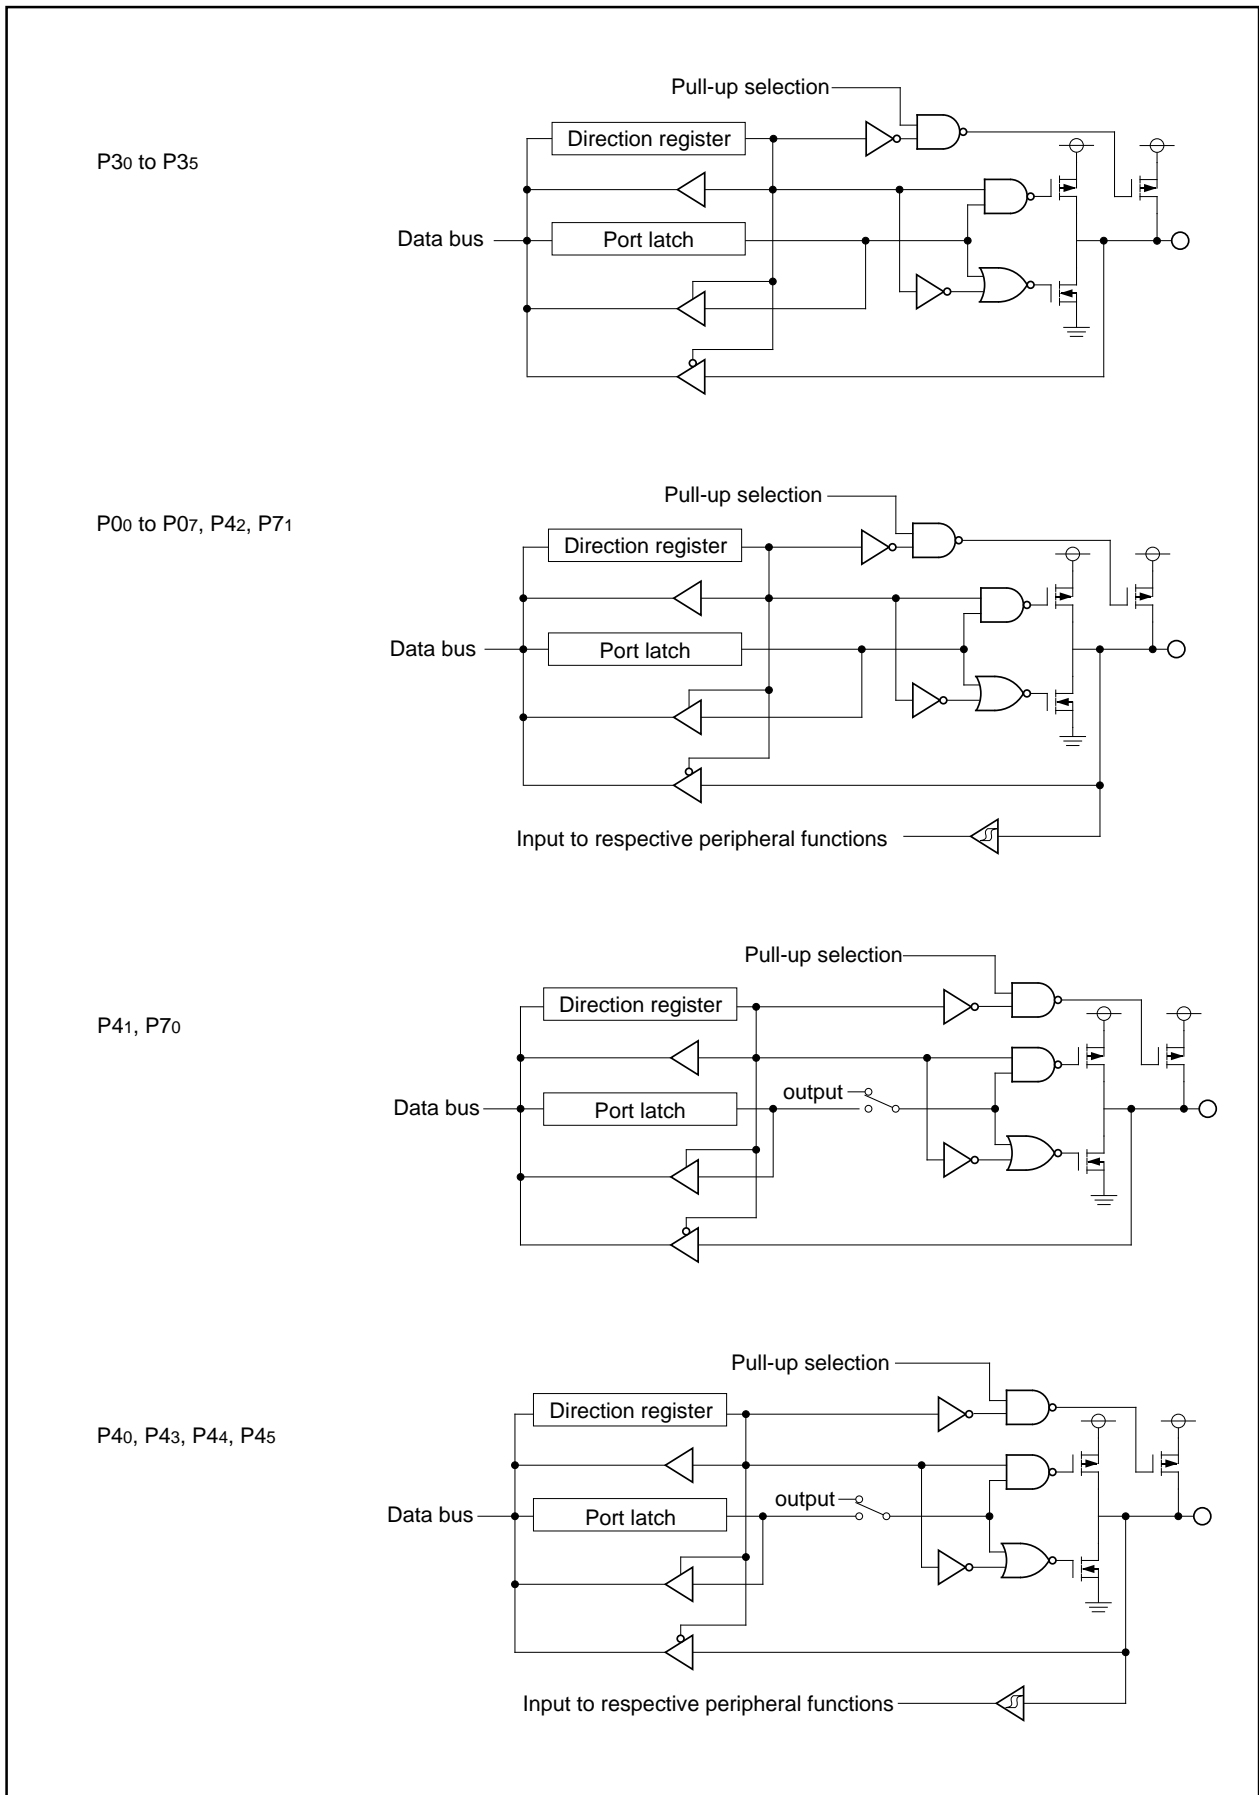 Pull-up selection
Direction register
P30 to P35
Data bus
Port latch
Pull-up selection
P00 to P07, P42, P71
Direction register
Data bus
Port latch
Input to respective peripheral functions
Pull-up selection
Direction register
P41, P70
output
Data bus
Port latch
Pull-up selection
Direction register
P40, P43, P44, P45
output
Data bus
Port latch
Input to respective peripheral functions